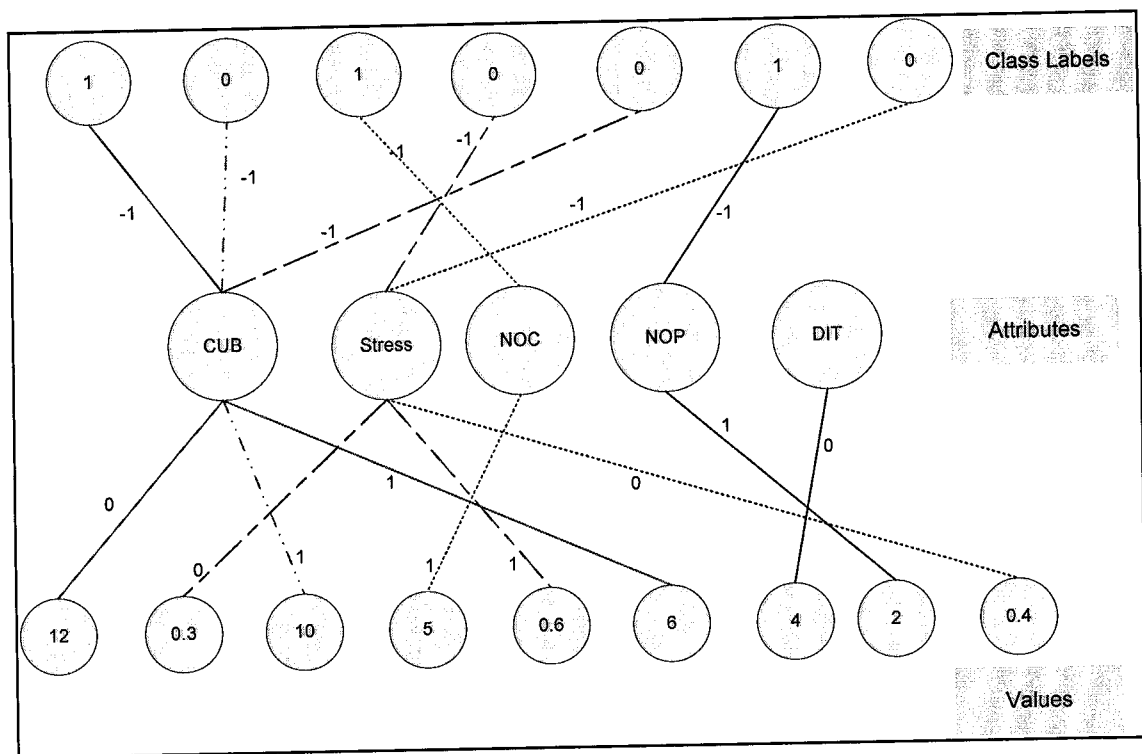 1 0 1 0 0 1 0 Class Labels
-1 -1 -1 -1 -1 -1 -1
CUB Stress NOC NOP DIT Attributes
0 0 1 1 1 1 0 1 0
12 0.3 10 5 0.6 6 4 2 0.4
Values